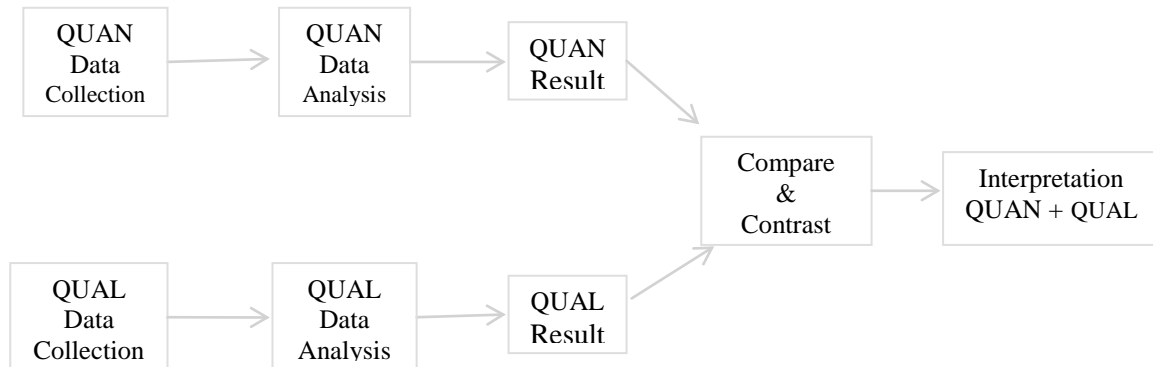 QUAN
Data
Collection
QUAN
Data
Analysis
QUAN
Result
Compare
&
Contrast
Interpretation
QUAN + QUAL
QUAL
Data
Collection
QUAL
Data
Analysis
QUAL
Result